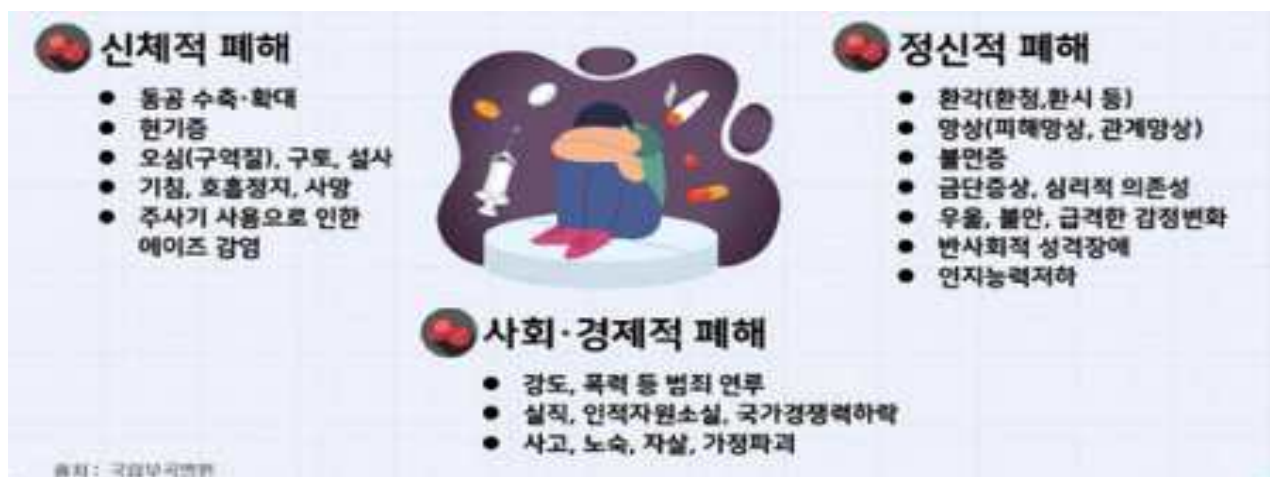 신체적 폐해
● 동공 수축·확대
● 현기증
● 오심(구역질), 구토, 설사
● 기침, 호흡정지, 사망
● 주사기 사용으로 인한
에이즈 감염
정신적 폐해
● 환각(환청,환시 등)
● 망상(피해망상, 관계망상)
● 불면증
● 금단증상, 심리적 의존성
● 우울, 불안, 급격한 감정변화
● 반사회적 성격장애
● 인지능력저하
사회·경제적 폐해
● 강도, 폭력 등 범죄 연루
● 실직, 인적자원소실, 국가경쟁력하락
● 사고, 노숙, 자살, 가정파괴
출처: